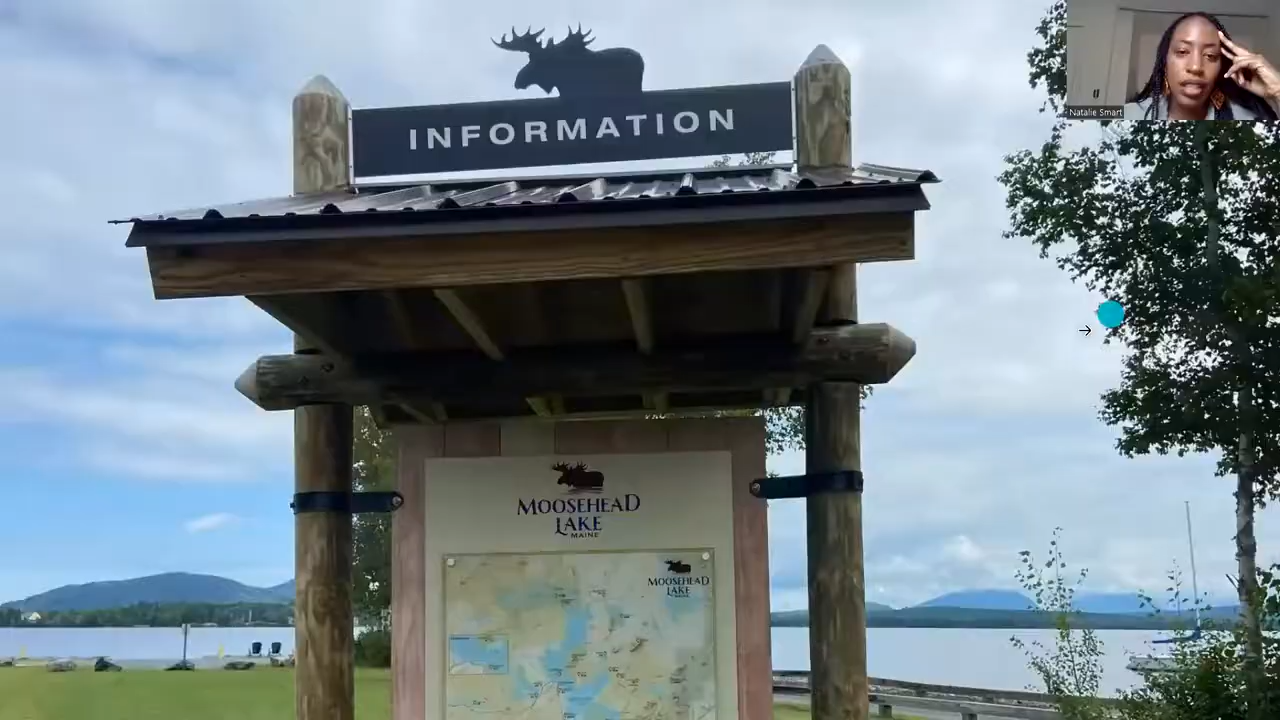 Natalie Smart
INFORMATION
MOOSEHEAD
LAKE
MAINE
MOOSEHEAD
LAKE